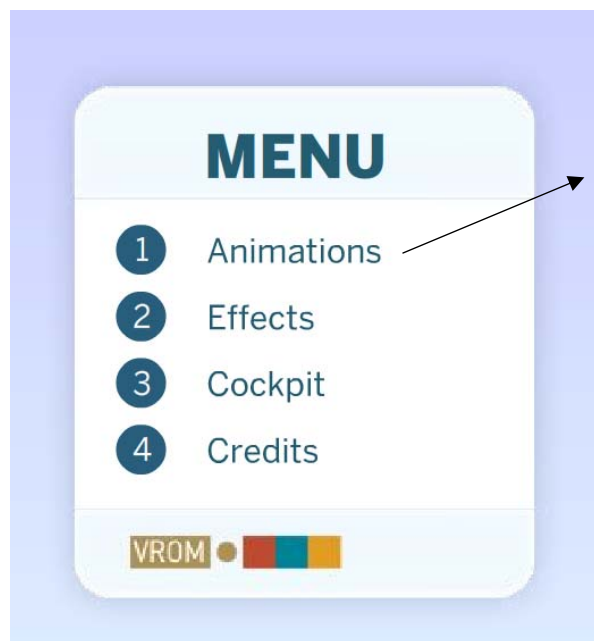 MENU
1 Animations
2 Effects
3 Cockpit
4 Credits
VROM